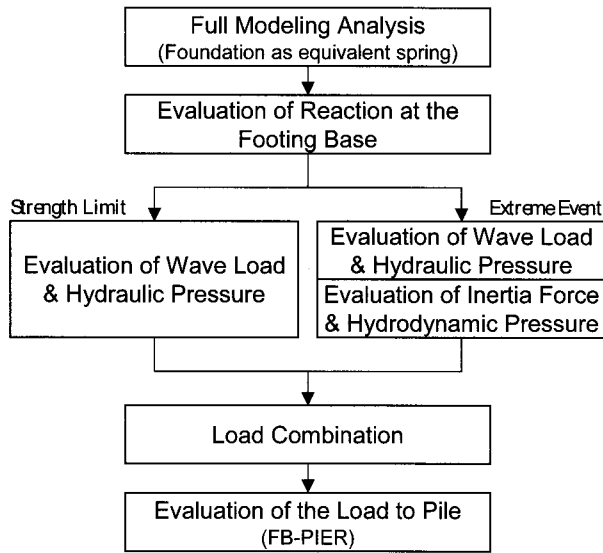 Full Modeling Analysis
(Foundation as equivalent spring)
Evaluation of Reaction at the
Footing Base
Strength Limit
Extreme Event
Evaluation of Wave Load
& Hydraulic Pressure
Evaluation of Wave Load
& Hydraulic Pressure
Evaluation of Inertia Force
& Hydrodynamic Pressure
Load Combination
Evaluation of the Load to Pile
(FB-PIER)